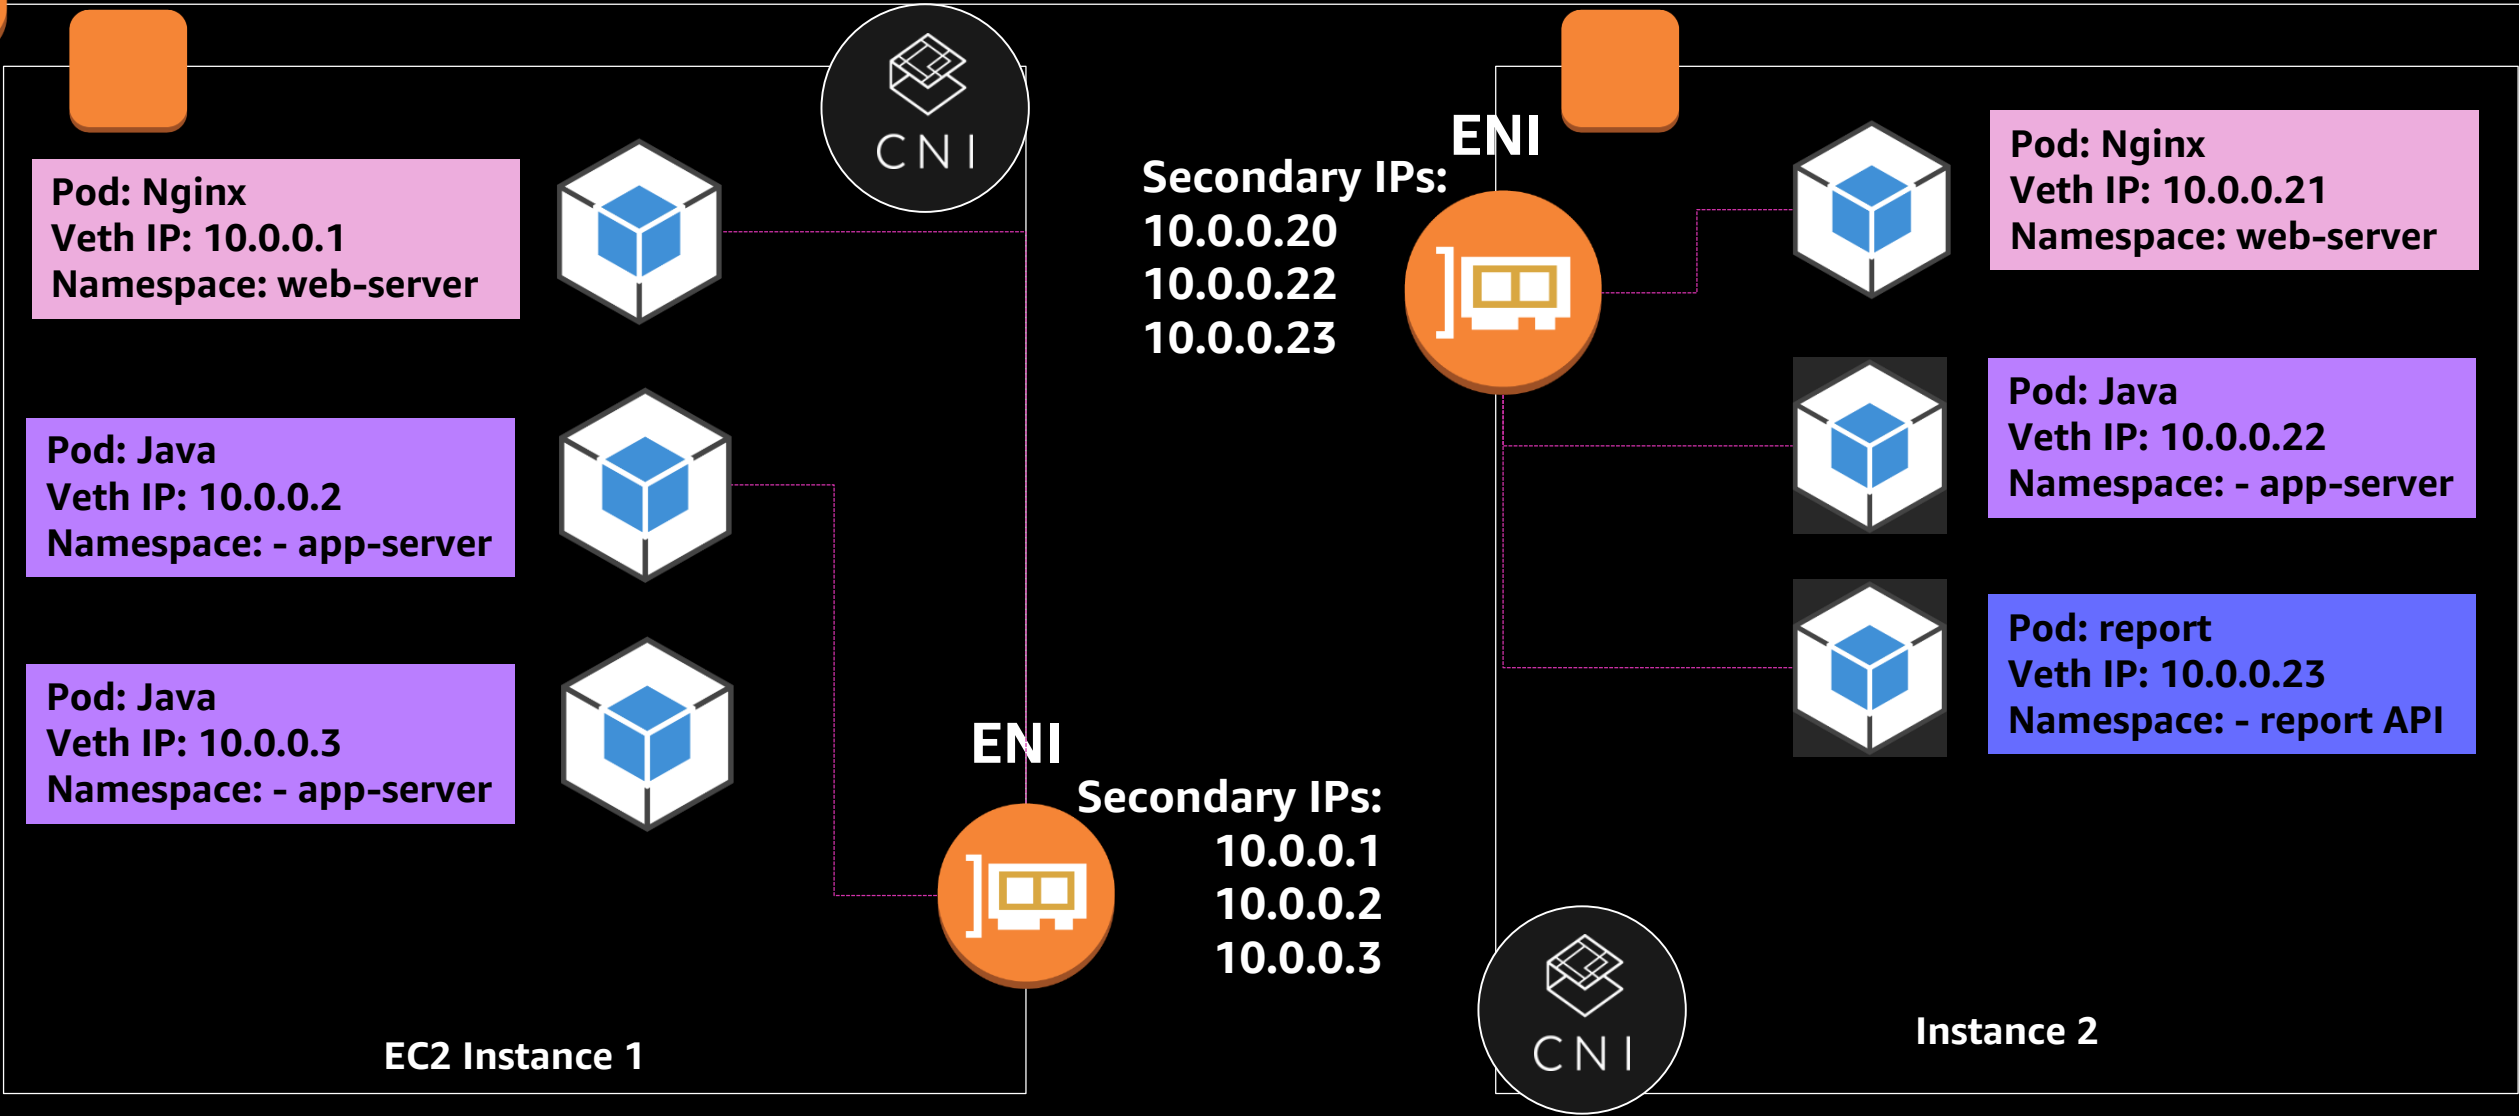 CNI
Pod: Nginx
Veth IP: 10.0.0.1
Namespace: web-server
Pod: Java
Veth IP: 10.0.0.2
Namespace: - app-server
Pod: Java
Veth IP: 10.0.0.3
Namespace: - app-server
ENI
Secondary IPs:
10.0.0.1
10.0.0.2
10.0.0.3
EC2 Instance 1
ENI
Secondary IPs:
10.0.0.20
10.0.0.22
10.0.0.23
Pod: Nginx
Veth IP: 10.0.0.21
Namespace: web-server
Pod: Java
Veth IP: 10.0.0.22
Namespace: - app-server
Pod: report
Veth IP: 10.0.0.23
Namespace: - report API
CNI
Instance 2